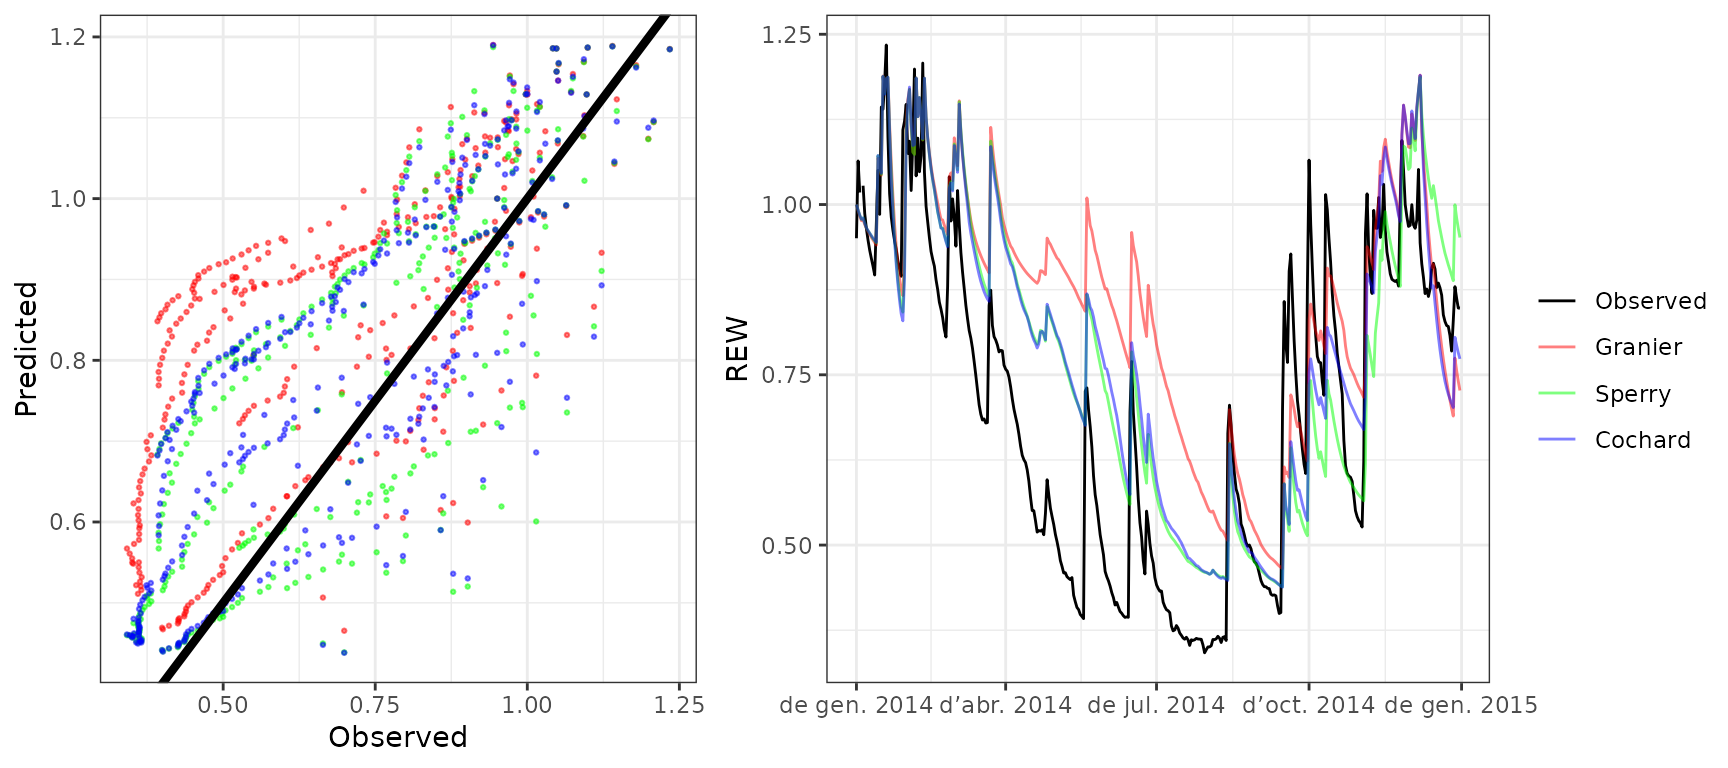 1.2
1.0
0.8
0.6
Predicted
0.50 0.75 1.00 1.25
Observed
1.25
1.00
0.75
0.50
REW
de gen. 2014 d’abr. 2014 de jul. 2014 d’oct. 2014 de gen. 2015
Observed
Granier
Sperry
Cochard